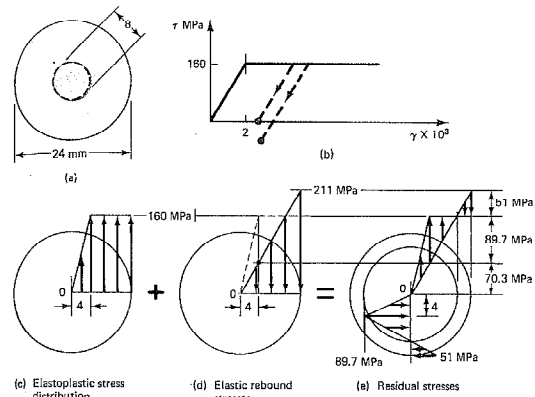 8
24 mm
(a)
τ MPa
160
2
γ X 10³
(b)
160 MPa
0
4
(c) Elastoplastic stress
distribution
+
211 MPa
0
4
(d) Elastic rebound
=
51 MPa
89.7 MPa
70.3 MPa
0
4
89.7 MPa
51 MPa
(e) Residual stresses